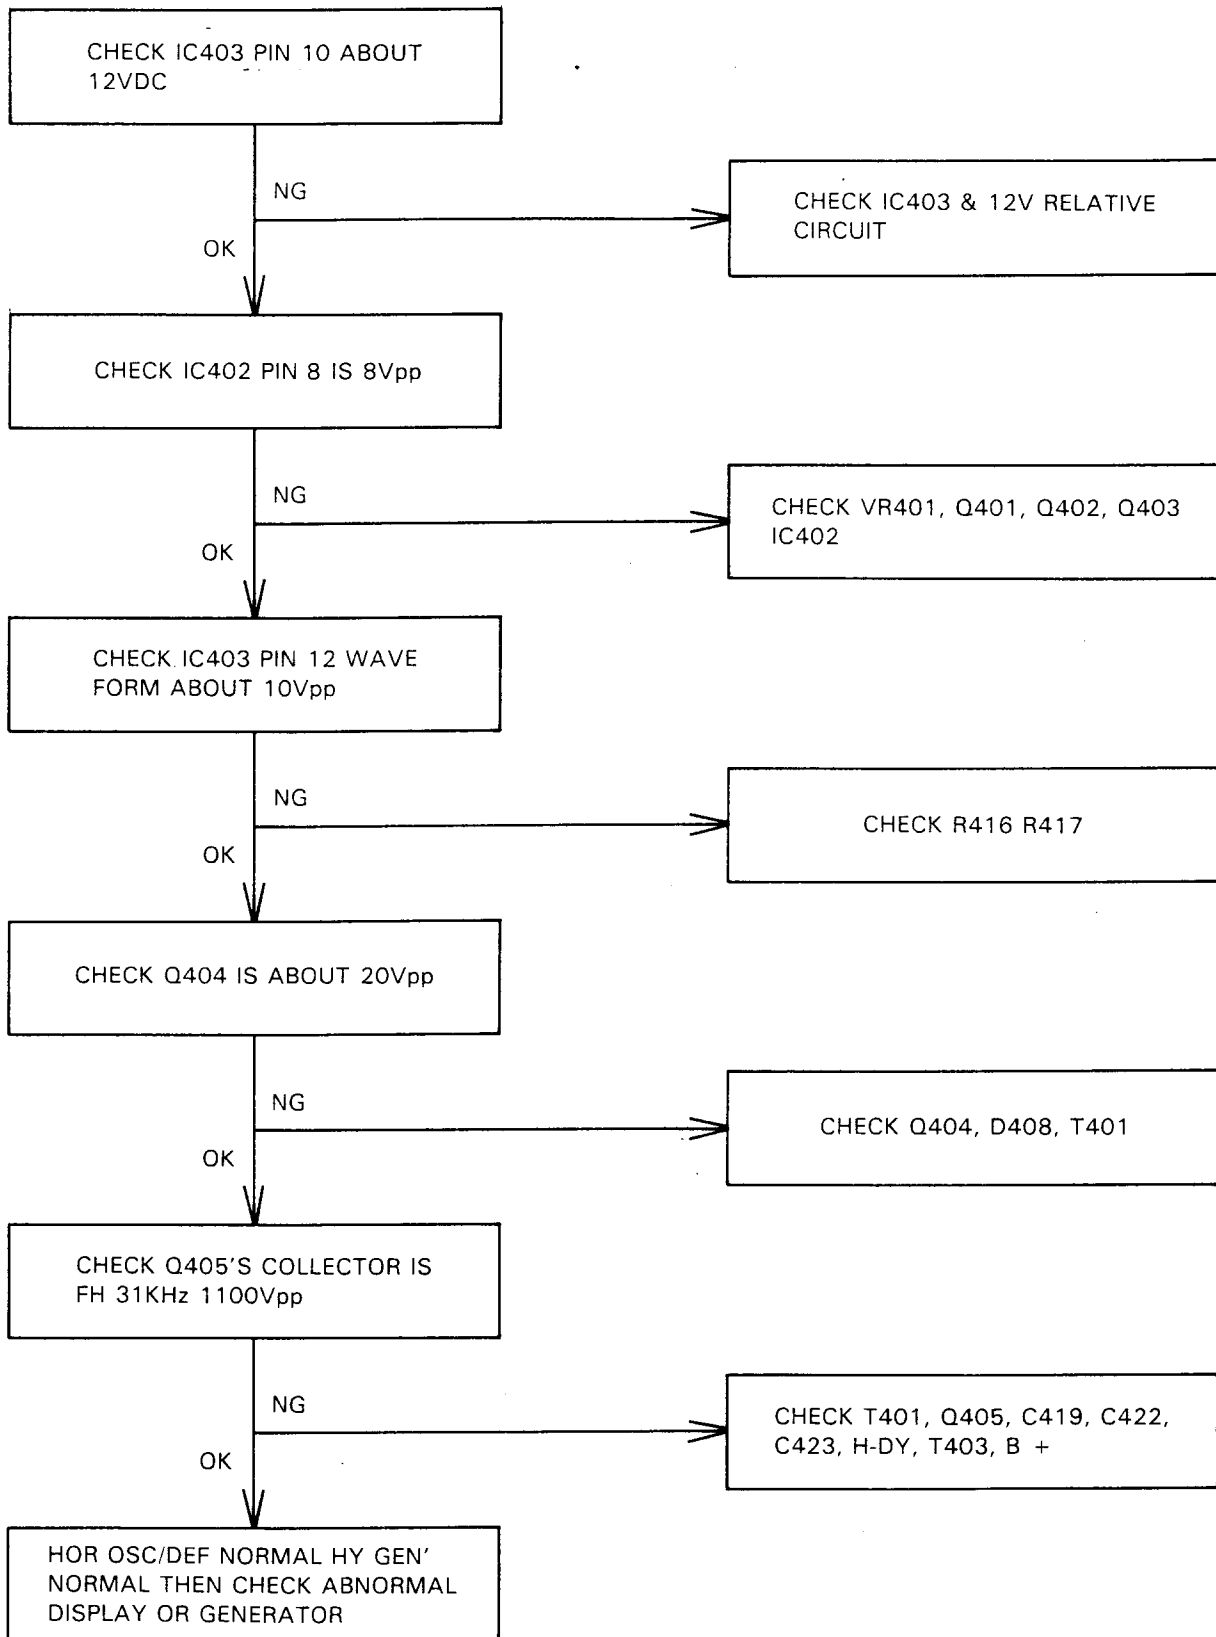 CHECK IC403 PIN 10 ABOUT
12VDC
NG
CHECK IC403 & 12V RELATIVE
CIRCUIT
OK
CHECK IC402 PIN 8 IS 8Vpp
NG
CHECK VR401, Q401, Q402, Q403
IC402
OK
CHECK IC403 PIN 12 WAVE
FORM ABOUT 10Vpp
NG
CHECK R416 R417
OK
CHECK Q404 IS ABOUT 20Vpp
NG
CHECK Q404, D408, T401
OK
CHECK Q405'S COLLECTOR IS
FH 31KHz 1100Vpp
NG
CHECK T401, Q405, C419, C422,
C423, H-DY, T403, B +
OK
HOR OSC/DEF NORMAL HY GEN'
NORMAL THEN CHECK ABNORMAL
DISPLAY OR GENERATOR